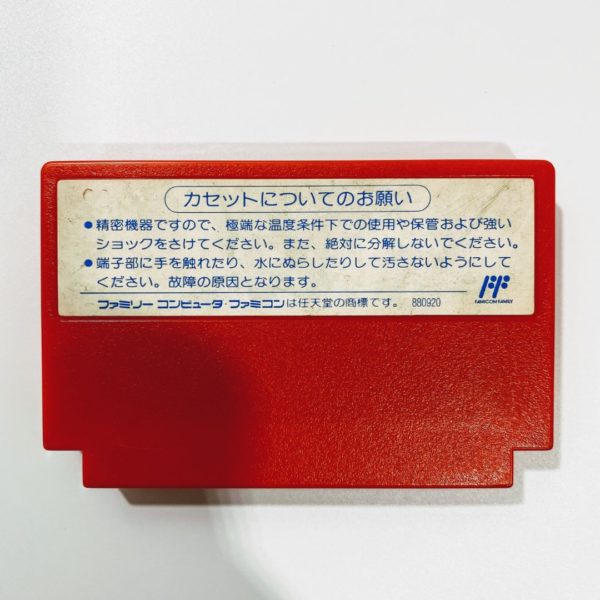 カセットについてのお願い
●精密機器ですので、極端な温度条件下での使用や保管および強い
ショックをさけてください。また、絶対に分解しないでください。
●端子部に手を触れたり、水にぬらしたりして汚さないようにして
ください。故障の原因となります。
ファミリー コンピュータ・ファミコンは任天堂の商標です。 880920
FAMICOM FAMILY